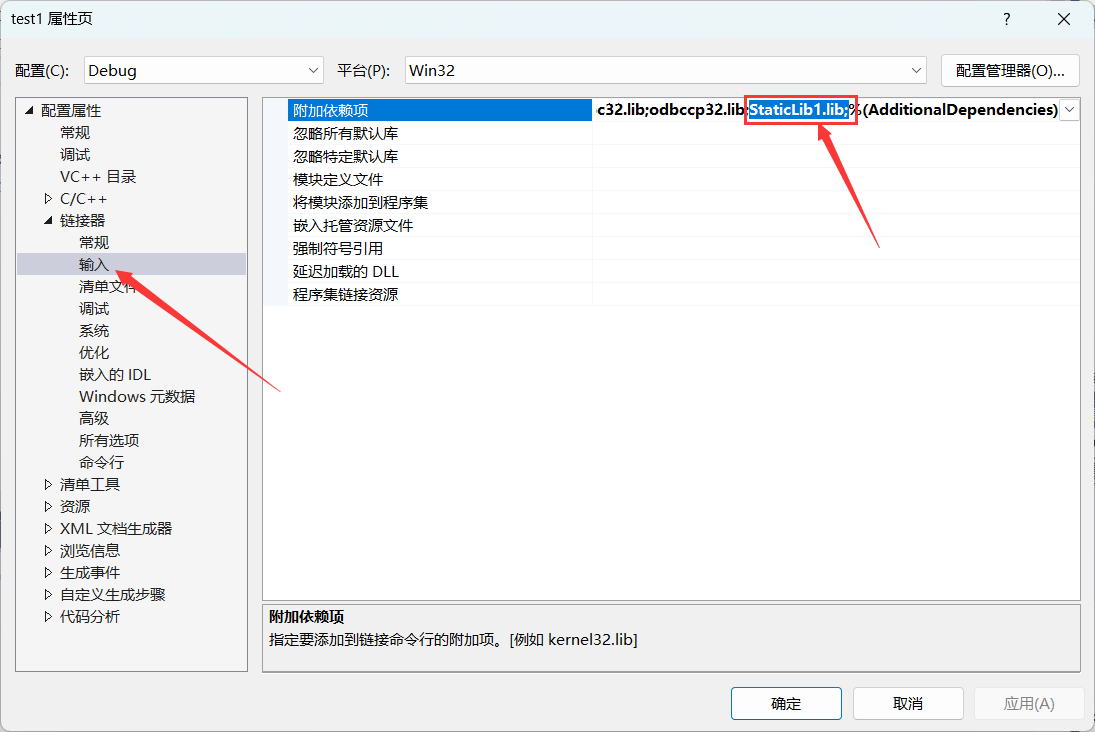 test1 属性页
?
配置(C): Debug 平台(P): Win32 配置管理器(O)...
配置属性
常规
调试
VC++ 目录
C/C++
链接器
常规
输入
清单文件
调试
系统
优化
嵌入的 IDL
Windows 元数据
高级
所有选项
命令行
清单工具
资源
XML 文档生成器
浏览信息
生成事件
自定义生成步骤
代码分析
附加依赖项 c32.lib;odbccp32.lib;StaticLib1.lib;%(AdditionalDependencies)
忽略所有默认库
忽略特定默认库
模块定义文件
将模块添加到程序集
嵌入托管资源文件
强制符号引用
延迟加载的 DLL
程序集链接资源
附加依赖项
指定要添加到链接命令行的附加项。[例如 kernel32.lib]
确定 取消 应用(A)